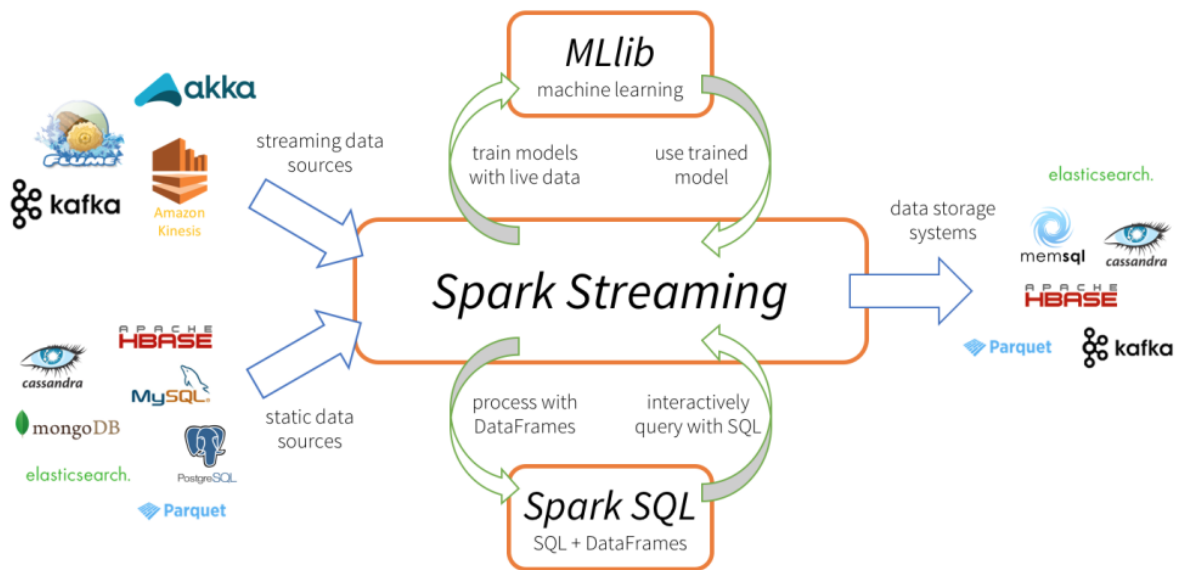 MLlib
machine learning
akka
FLUME
streaming data
sources
train models
with live data
use trained
model
kafka
Amazon
Kinesis
data storage
systems
elasticsearch.
memsql
cassandra
APACHE
HBASE
Parquet
kafka
Spark Streaming
APACHE
HBASE
cassandra
MySQL®
mongoDB
PostgreSQL
elasticsearch.
Parquet
static data
sources
process with
DataFrames
interactively
query with SQL
Spark SQL
SQL + DataFrames